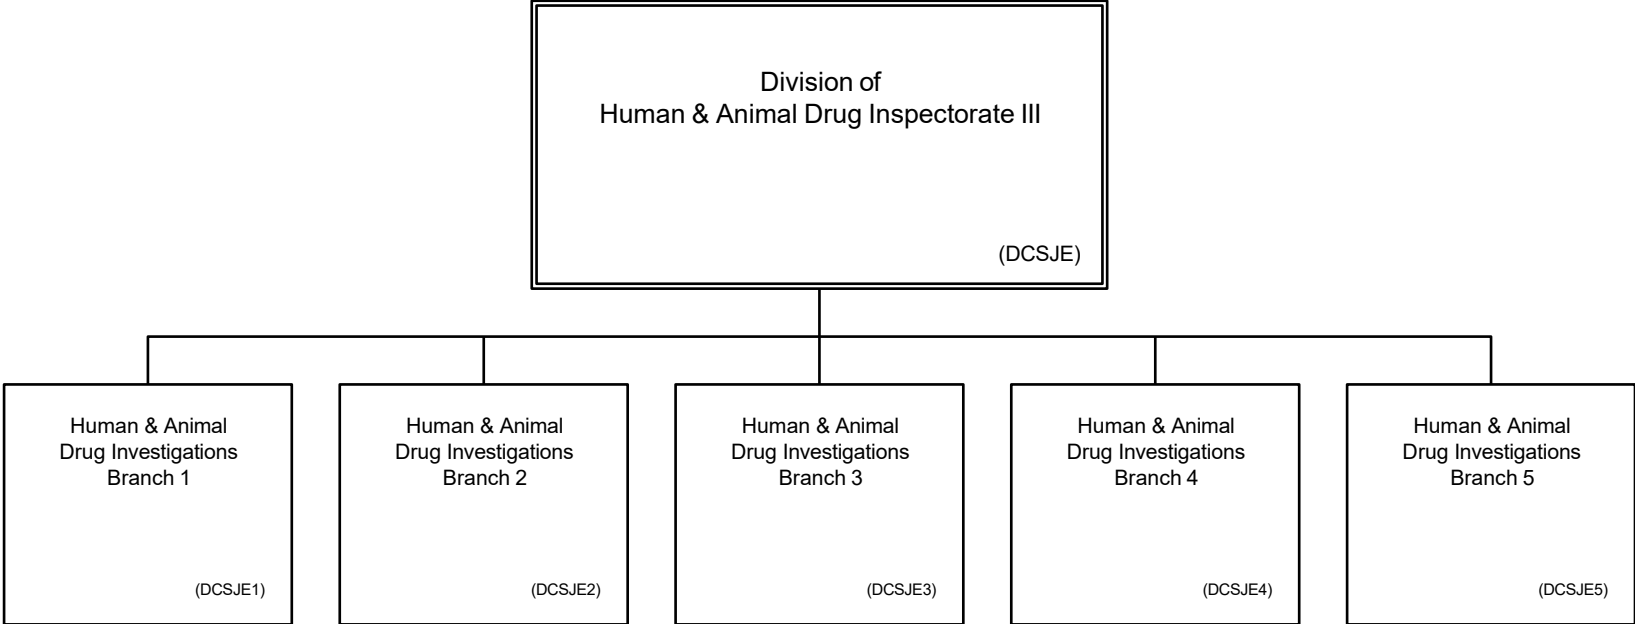 Division of
Human & Animal Drug Inspectorate III
(DCSJE)
Human & Animal
Drug Investigations
Branch 1
(DCSJE1)
Human & Animal
Drug Investigations
Branch 2
(DCSJE2)
Human & Animal
Drug Investigations
Branch 3
(DCSJE3)
Human & Animal
Drug Investigations
Branch 4
(DCSJE4)
Human & Animal
Drug Investigations
Branch 5
(DCSJE5)